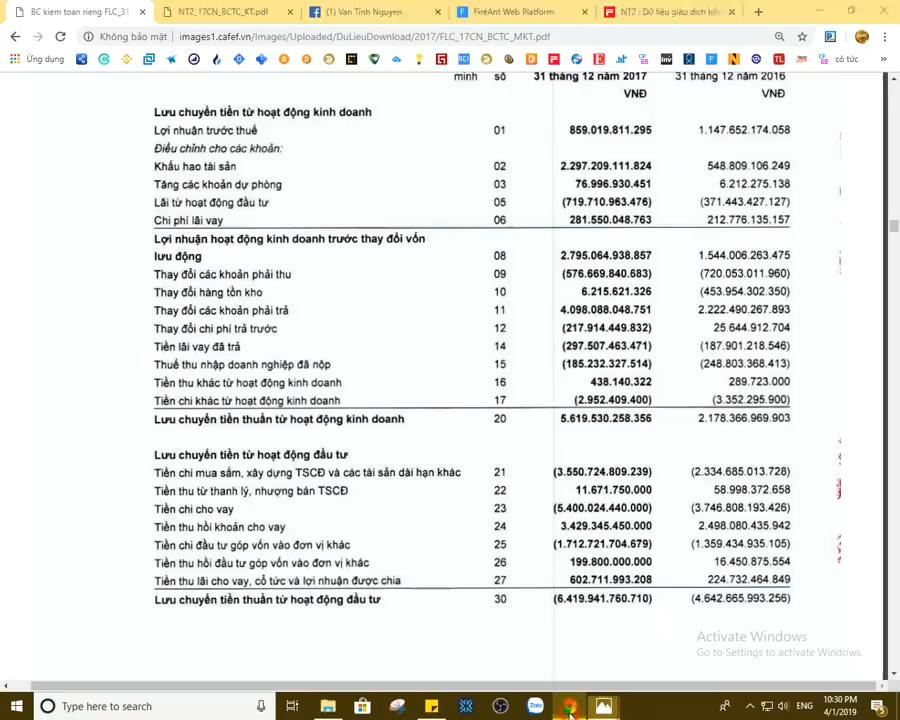 BC kiem toan rieng FLC_31
NT2_17CN_BCTC_KT.pdf
(1) Van Tinh Nguyen
FireAnt Web Platform
NT2 (Dữ liệu giao dịch
Không bảo mật | images1.cafef.vn/Images/Uploaded/DuLieuDownload/2017/FLC_17CN_BCTC_MKT.pdf
Ứng dụng
cổ tức
minh số 31 tháng 12 năm 2017 31 tháng 12 năm 2016
VNĐ VNĐ
Lưu chuyển tiền từ hoạt động kinh doanh
Lợi nhuận trước thuế 01 859.019.811.295 1.147.652.174.058
Điều chỉnh cho các khoản:
Khấu hao tài sản 02 2.297.209.111.824 548.809.106.249
Tăng các khoản dự phòng 03 76.996.930.451 6.212.275.138
Lãi từ hoạt động đầu tư 05 (719.710.963.476) (371.443.427.127)
Chi phí lãi vay 06 281.550.048.763 212.776.135.157
Lợi nhuận hoạt động kinh doanh trước thay đổi vốn
lưu động 08 2.795.064.938.857 1.544.006.263.475
Thay đổi các khoản phải thu 09 (576.669.840.683) (720.053.011.960)
Thay đổi hàng tồn kho 10 6.215.621.326 (453.954.302.350)
Thay đổi các khoản phải trả 11 4.098.088.048.751 2.222.490.267.893
Thay đổi chi phí trả trước 12 (217.914.449.832) 25.644.912.704
Tiền lãi vay đã trả 14 (297.507.463.471) (187.901.218.546)
Thuế thu nhập doanh nghiệp đã nộp 15 (185.232.327.514) (248.803.368.413)
Tiền thu khác từ hoạt động kinh doanh 16 438.140.322 289.723.000
Tiền chi khác từ hoạt động kinh doanh 17 (2.952.409.400) (3.352.295.900)
Lưu chuyển tiền thuần từ hoạt động kinh doanh 20 5.619.530.258.356 2.178.366.969.903
Lưu chuyển tiền từ hoạt động đầu tư
Tiền chi mua sắm, xây dựng TSCĐ và các tài sản dài hạn khác 21 (3.550.724.809.239) (2.334.685.013.728)
Tiền thu từ thanh lý, nhượng bán TSCĐ 22 11.671.750.000 58.998.372.658
Tiền chi cho vay 23 (5.400.024.440.000) (3.746.808.193.426)
Tiền thu hồi khoản cho vay 24 3.429.345.450.000 2.498.080.435.942
Tiền chi đầu tư góp vốn vào đơn vị khác 25 (1.712.721.704.679) (1.359.434.935.105)
Tiền thu hồi đầu tư góp vốn vào đơn vị khác 26 199.800.000.000 16.450.875.554
Tiền thu lãi cho vay, cổ tức và lợi nhuận được chia 27 602.711.993.208 224.732.464.849
Lưu chuyển tiền thuần từ hoạt động đầu tư 30 (6.419.941.760.710) (4.642.665.993.256)
Activate Windows
Go to Settings to activate Windows.
Type here to search
Zalo
ENG
10:30 PM
4/1/2019
5